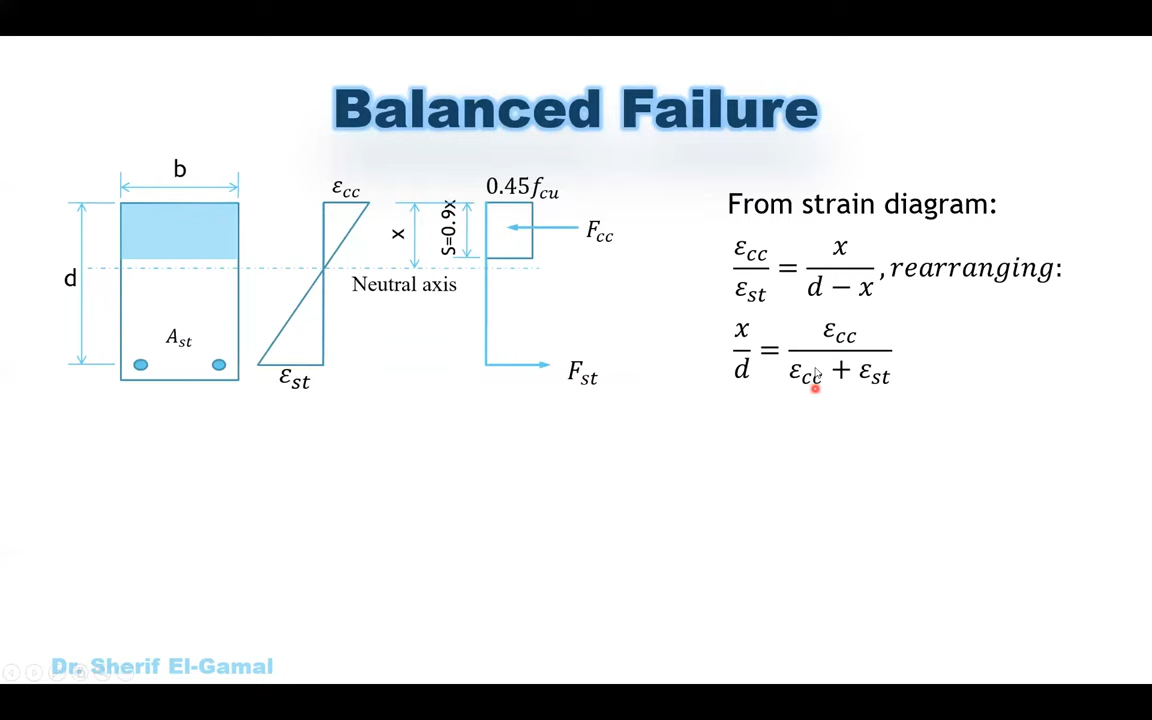 Balanced Failure
b
d
A_st
ε_cc
ε_st
x
S=0.9x
Neutral axis
0.45f_cu
F_cc
F_st
From strain diagram:
ε_cc / ε_st = x / (d − x) , rearranging:
x / d = ε_cc / (ε_cc + ε_st)
Dr. Sherif El-Gamal